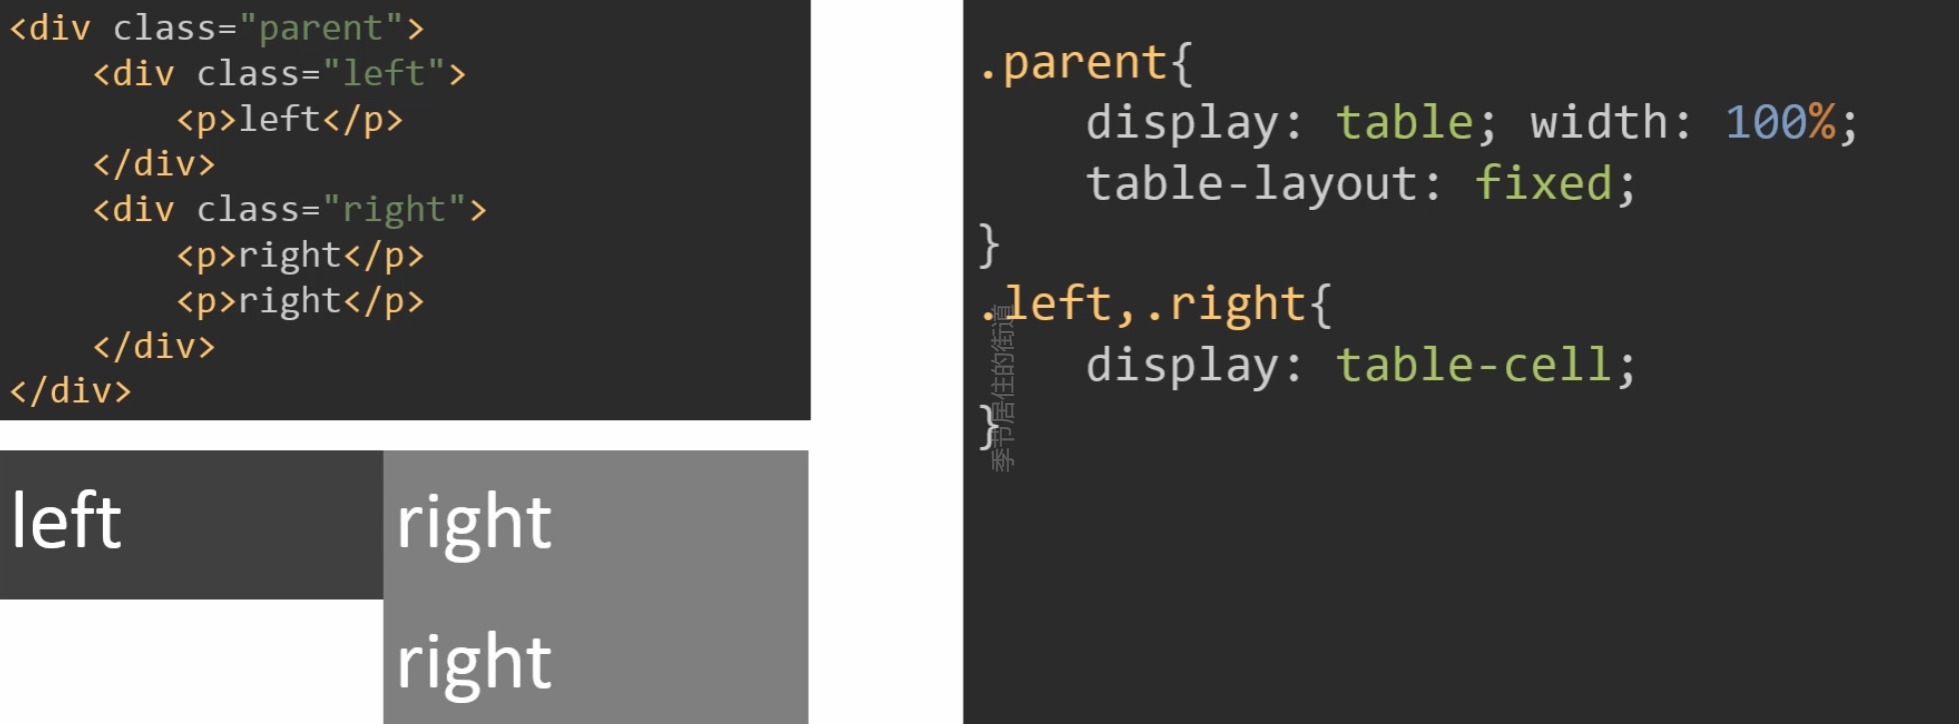 <div class="parent">
    <div class="left">
        <p>left</p>
    </div>
    <div class="right">
        <p>right</p>
        <p>right</p>
    </div>
</div>
left
right
right
.parent{
    display: table; width: 100%;
    table-layout: fixed;
}
.left,.right{
    display: table-cell;
}
季节居住的街道